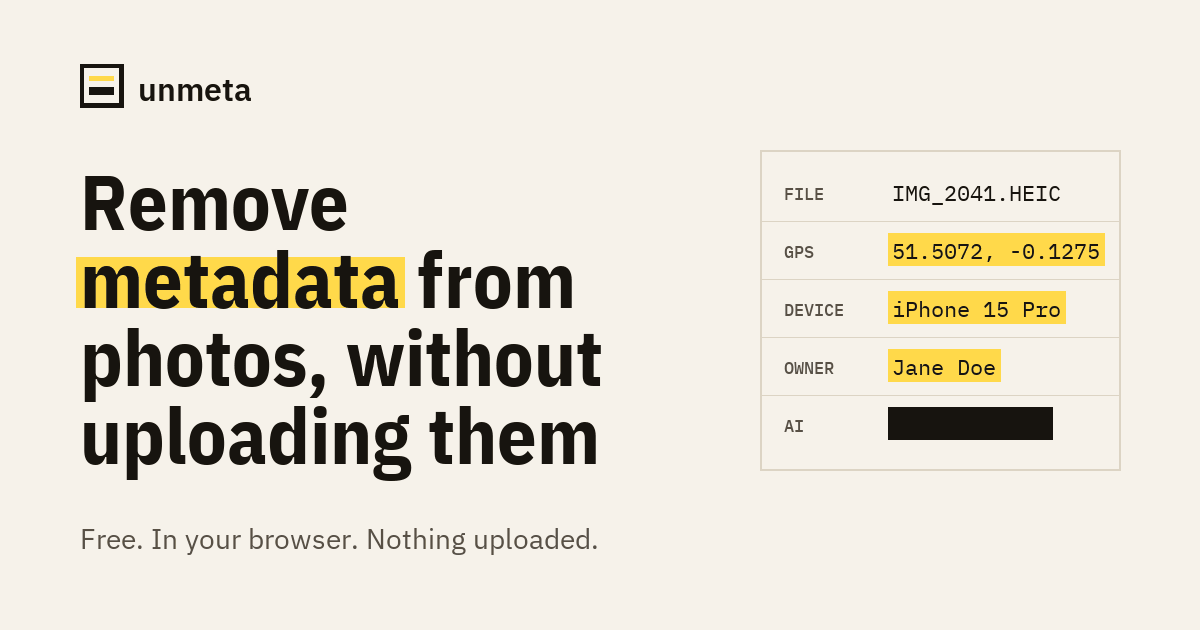 unmeta
Remove
metadata from
photos, without
uploading them
Free. In your browser. Nothing uploaded.
FILE IMG_2041.HEIC
GPS 51.5072, -0.1275
DEVICE iPhone 15 Pro
OWNER Jane Doe
AI